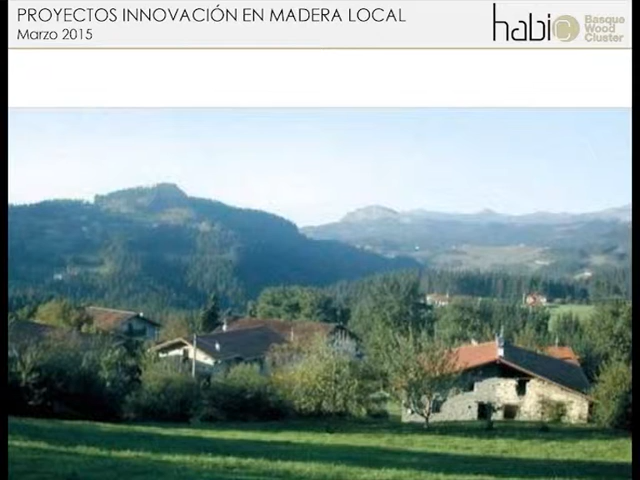 PROYECTOS INNOVACIÓN EN MADERA LOCAL
Marzo 2015
habic
Basque
Wood
Cluster